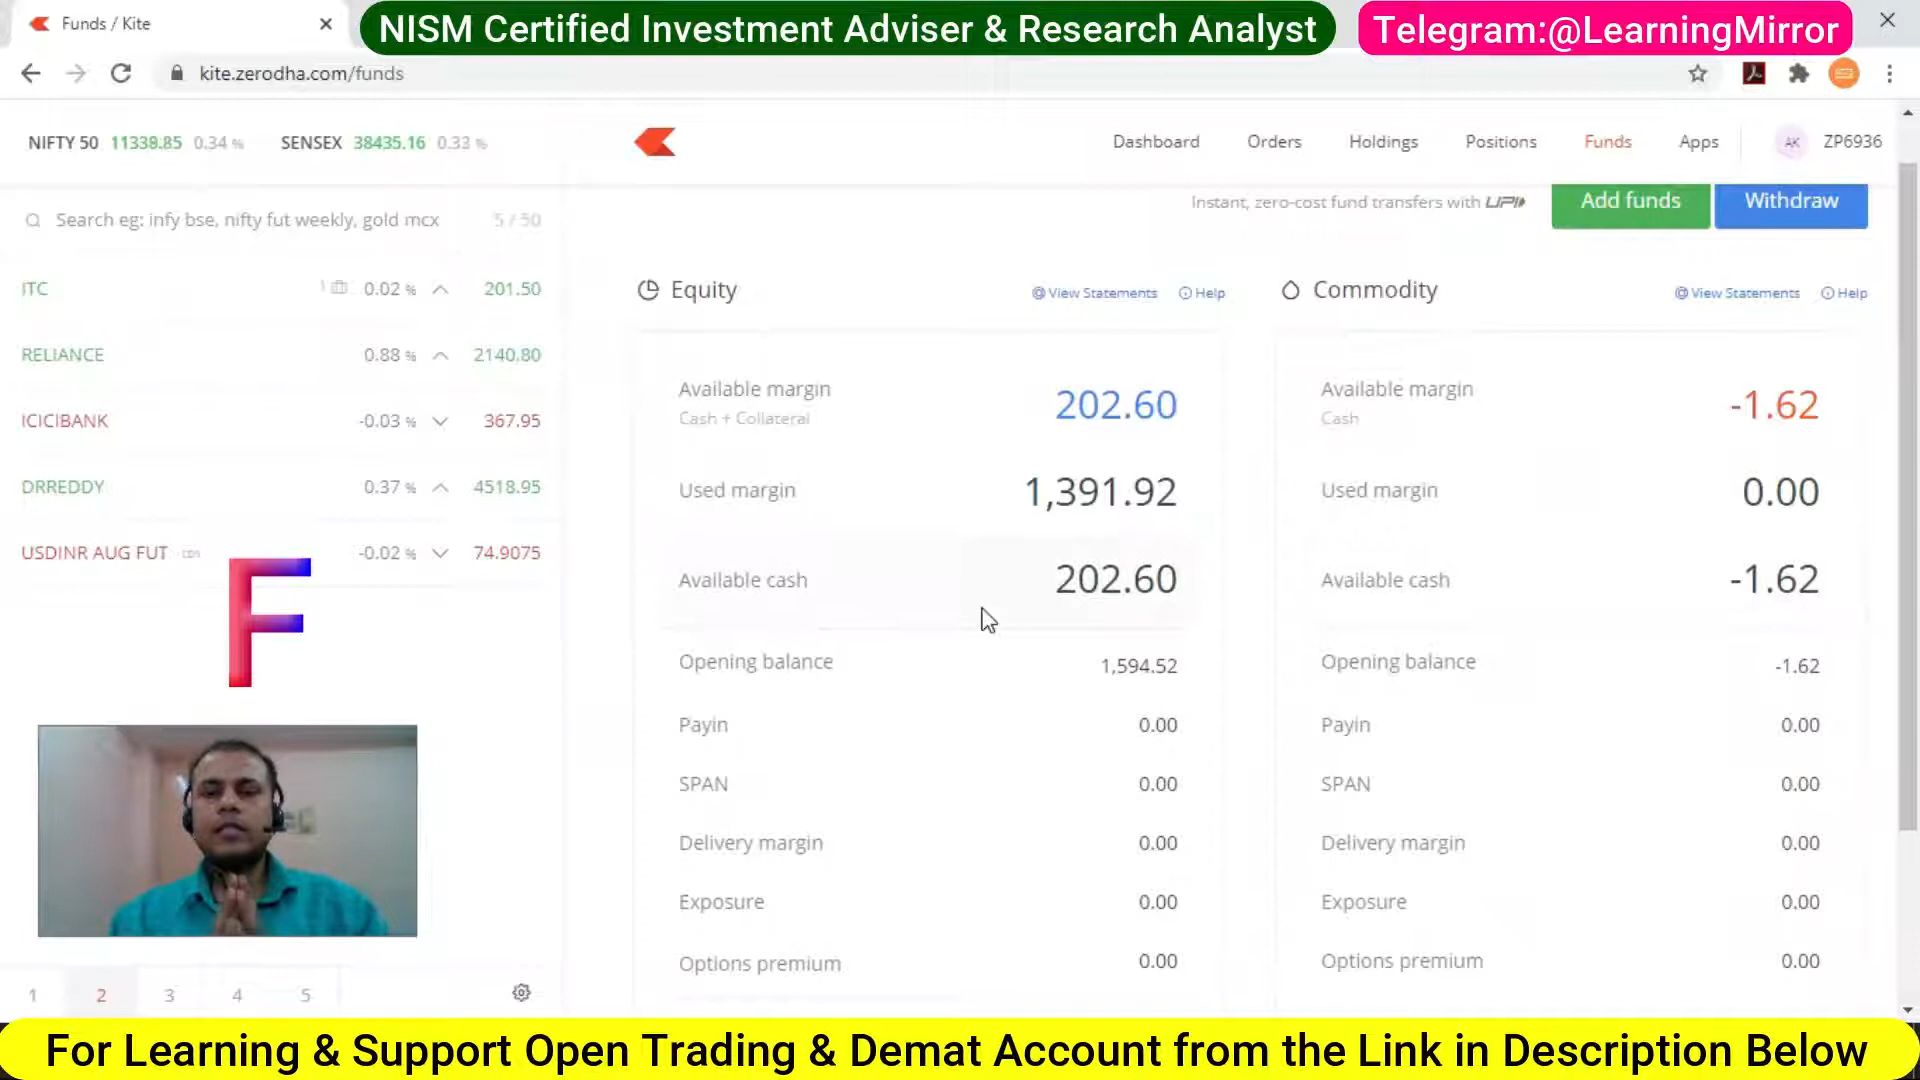 Funds / Kite
NISM Certified Investment Adviser & Research Analyst
Telegram:@LearningMirror
kite.zerodha.com/funds
NIFTY 50 11338.85 0.34 %
SENSEX 38435.16 0.33 %
Dashboard
Orders
Holdings
Positions
Funds
Apps
AK
ZP6936
Search eg: infy bse, nifty fut weekly, gold mcx
5 / 50
Instant, zero-cost fund transfers with UPI
Add funds
Withdraw
ITC 1 0.02 % 201.50
RELIANCE 0.88 % 2140.80
ICICIBANK -0.03 % 367.95
DRREDDY 0.37 % 4518.95
USDINR AUG FUT CDS -0.02 % 74.9075
F
1 2 3 4 5
Equity
View Statements
Help
Available margin 202.60
Cash + Collateral
Used margin 1,391.92
Available cash 202.60
Opening balance 1,594.52
Payin 0.00
SPAN 0.00
Delivery margin 0.00
Exposure 0.00
Options premium 0.00
Commodity
View Statements
Help
Available margin -1.62
Cash
Used margin 0.00
Available cash -1.62
Opening balance -1.62
Payin 0.00
SPAN 0.00
Delivery margin 0.00
Exposure 0.00
Options premium 0.00
For Learning & Support Open Trading & Demat Account from the Link in Description Below